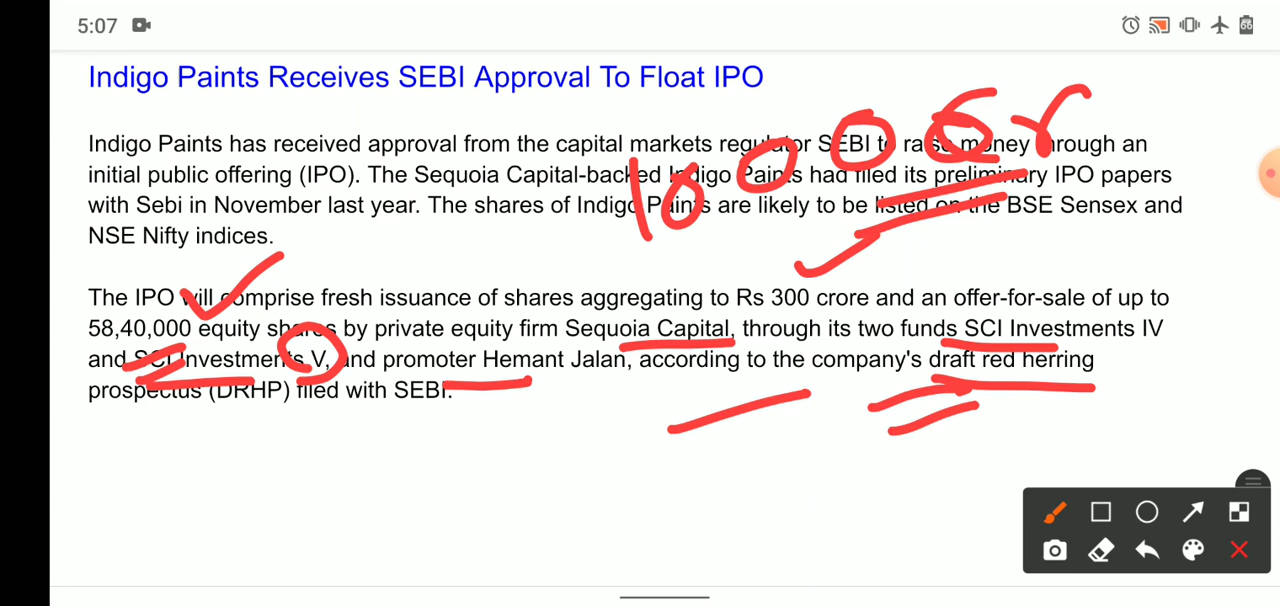 5:07
66
Indigo Paints Receives SEBI Approval To Float IPO
Indigo Paints has received approval from the capital markets regulator SEBI to raise money through an
initial public offering (IPO). The Sequoia Capital-backed Indigo Paints had filed its preliminary IPO papers
with Sebi in November last year. The shares of Indigo Paints are likely to be listed on the BSE Sensex and
NSE Nifty indices.
1000 Cr
The IPO will comprise fresh issuance of shares aggregating to Rs 300 crore and an offer-for-sale of up to
58,40,000 equity shares by private equity firm Sequoia Capital, through its two funds SCI Investments IV
and SCI Investments V, and promoter Hemant Jalan, according to the company's draft red herring
prospectus (DRHP) filed with SEBI.